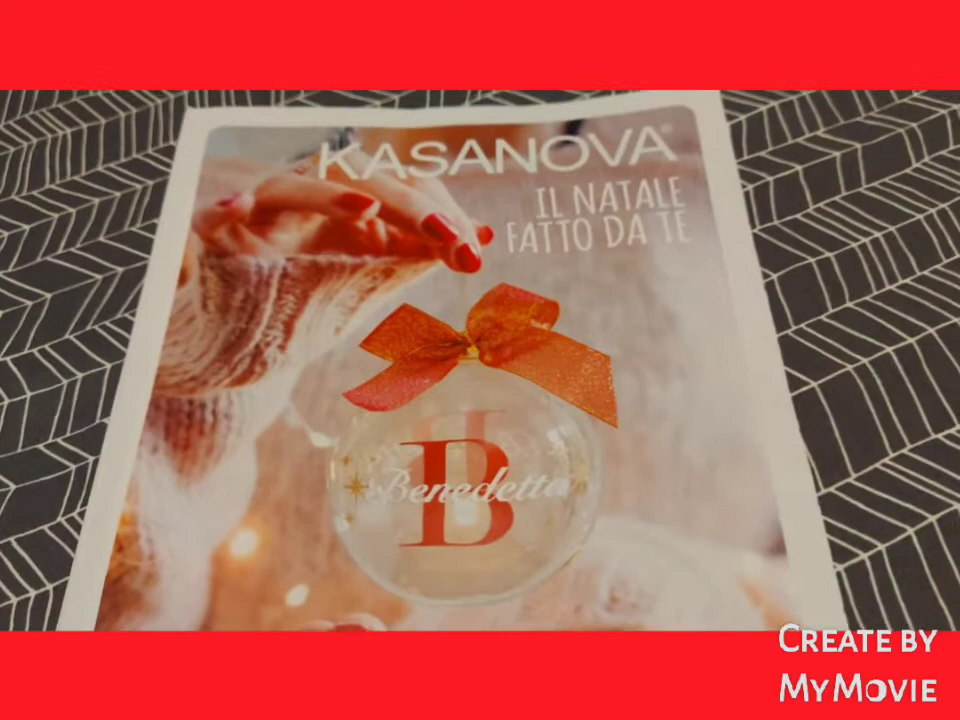 KASANOVA®
IL NATALE
FATTO DA TE
B
Benedetta
CREATE BY
MYMOVIE